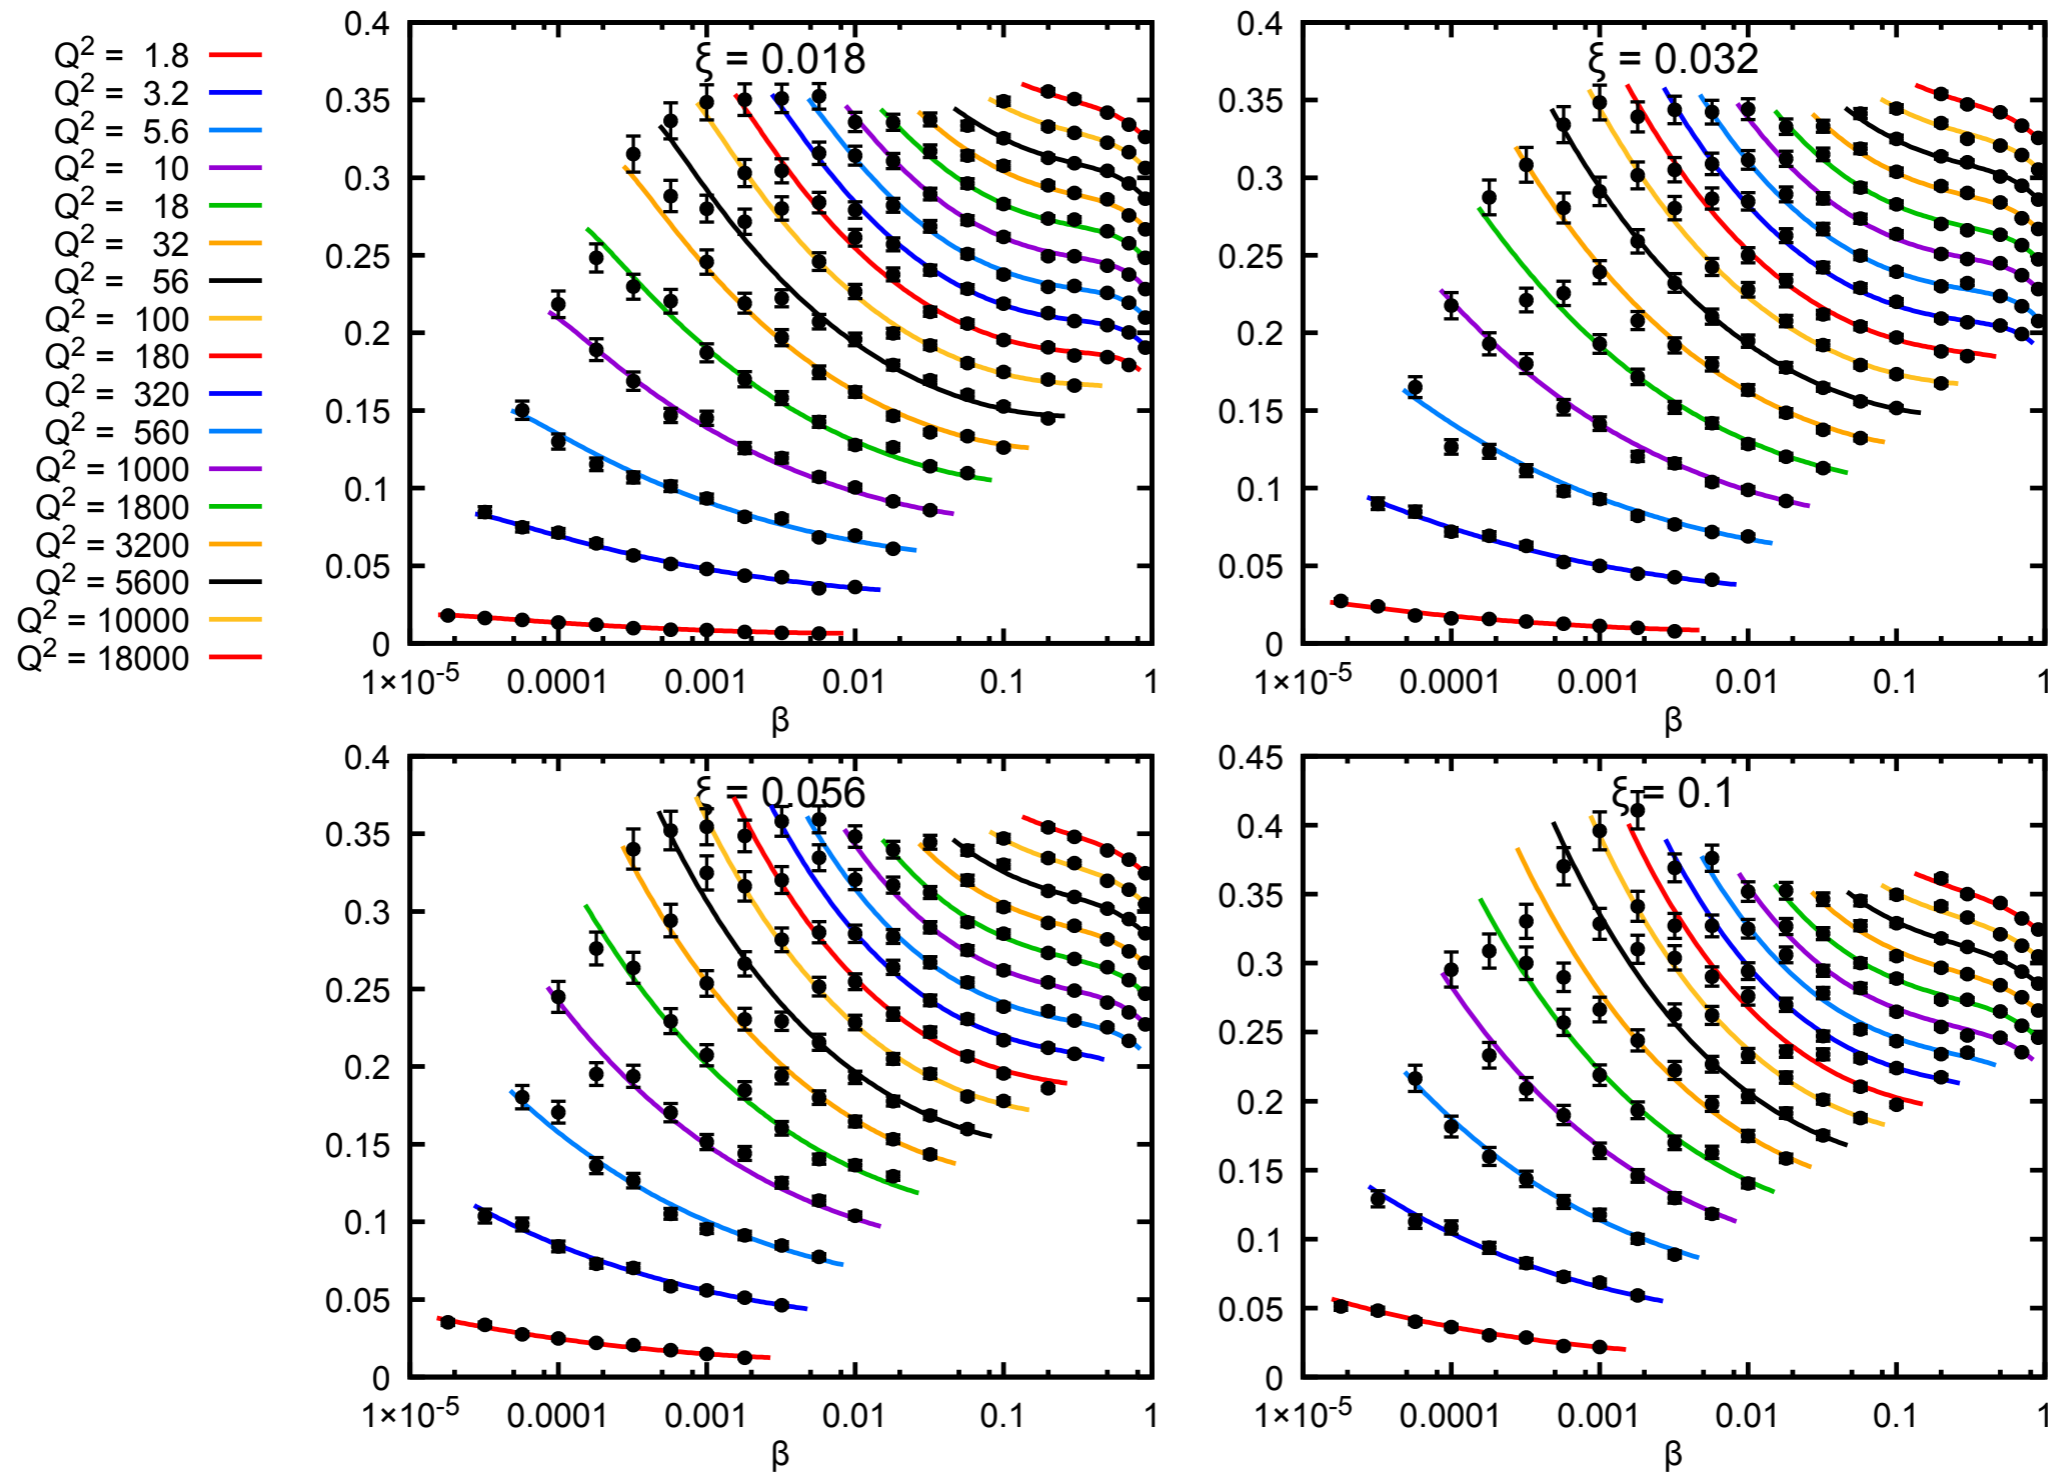 Q² = 1.8
Q² = 3.2
Q² = 5.6
Q² = 10
Q² = 18
Q² = 32
Q² = 56
Q² = 100
Q² = 180
Q² = 320
Q² = 560
Q² = 1000
Q² = 1800
Q² = 3200
Q² = 5600
Q² = 10000
Q² = 18000
ξ = 0.018
0.4
0.35
0.3
0.25
0.2
0.15
0.1
0.05
0
1×10⁻⁵ 0.0001 0.001 0.01 0.1 1
β
ξ = 0.032
0.4
0.35
0.3
0.25
0.2
0.15
0.1
0.05
0
1×10⁻⁵ 0.0001 0.001 0.01 0.1 1
β
ξ = 0.056
0.4
0.35
0.3
0.25
0.2
0.15
0.1
0.05
0
1×10⁻⁵ 0.0001 0.001 0.01 0.1 1
β
ξ = 0.1
0.45
0.4
0.35
0.3
0.25
0.2
0.15
0.1
0.05
0
1×10⁻⁵ 0.0001 0.001 0.01 0.1 1
β